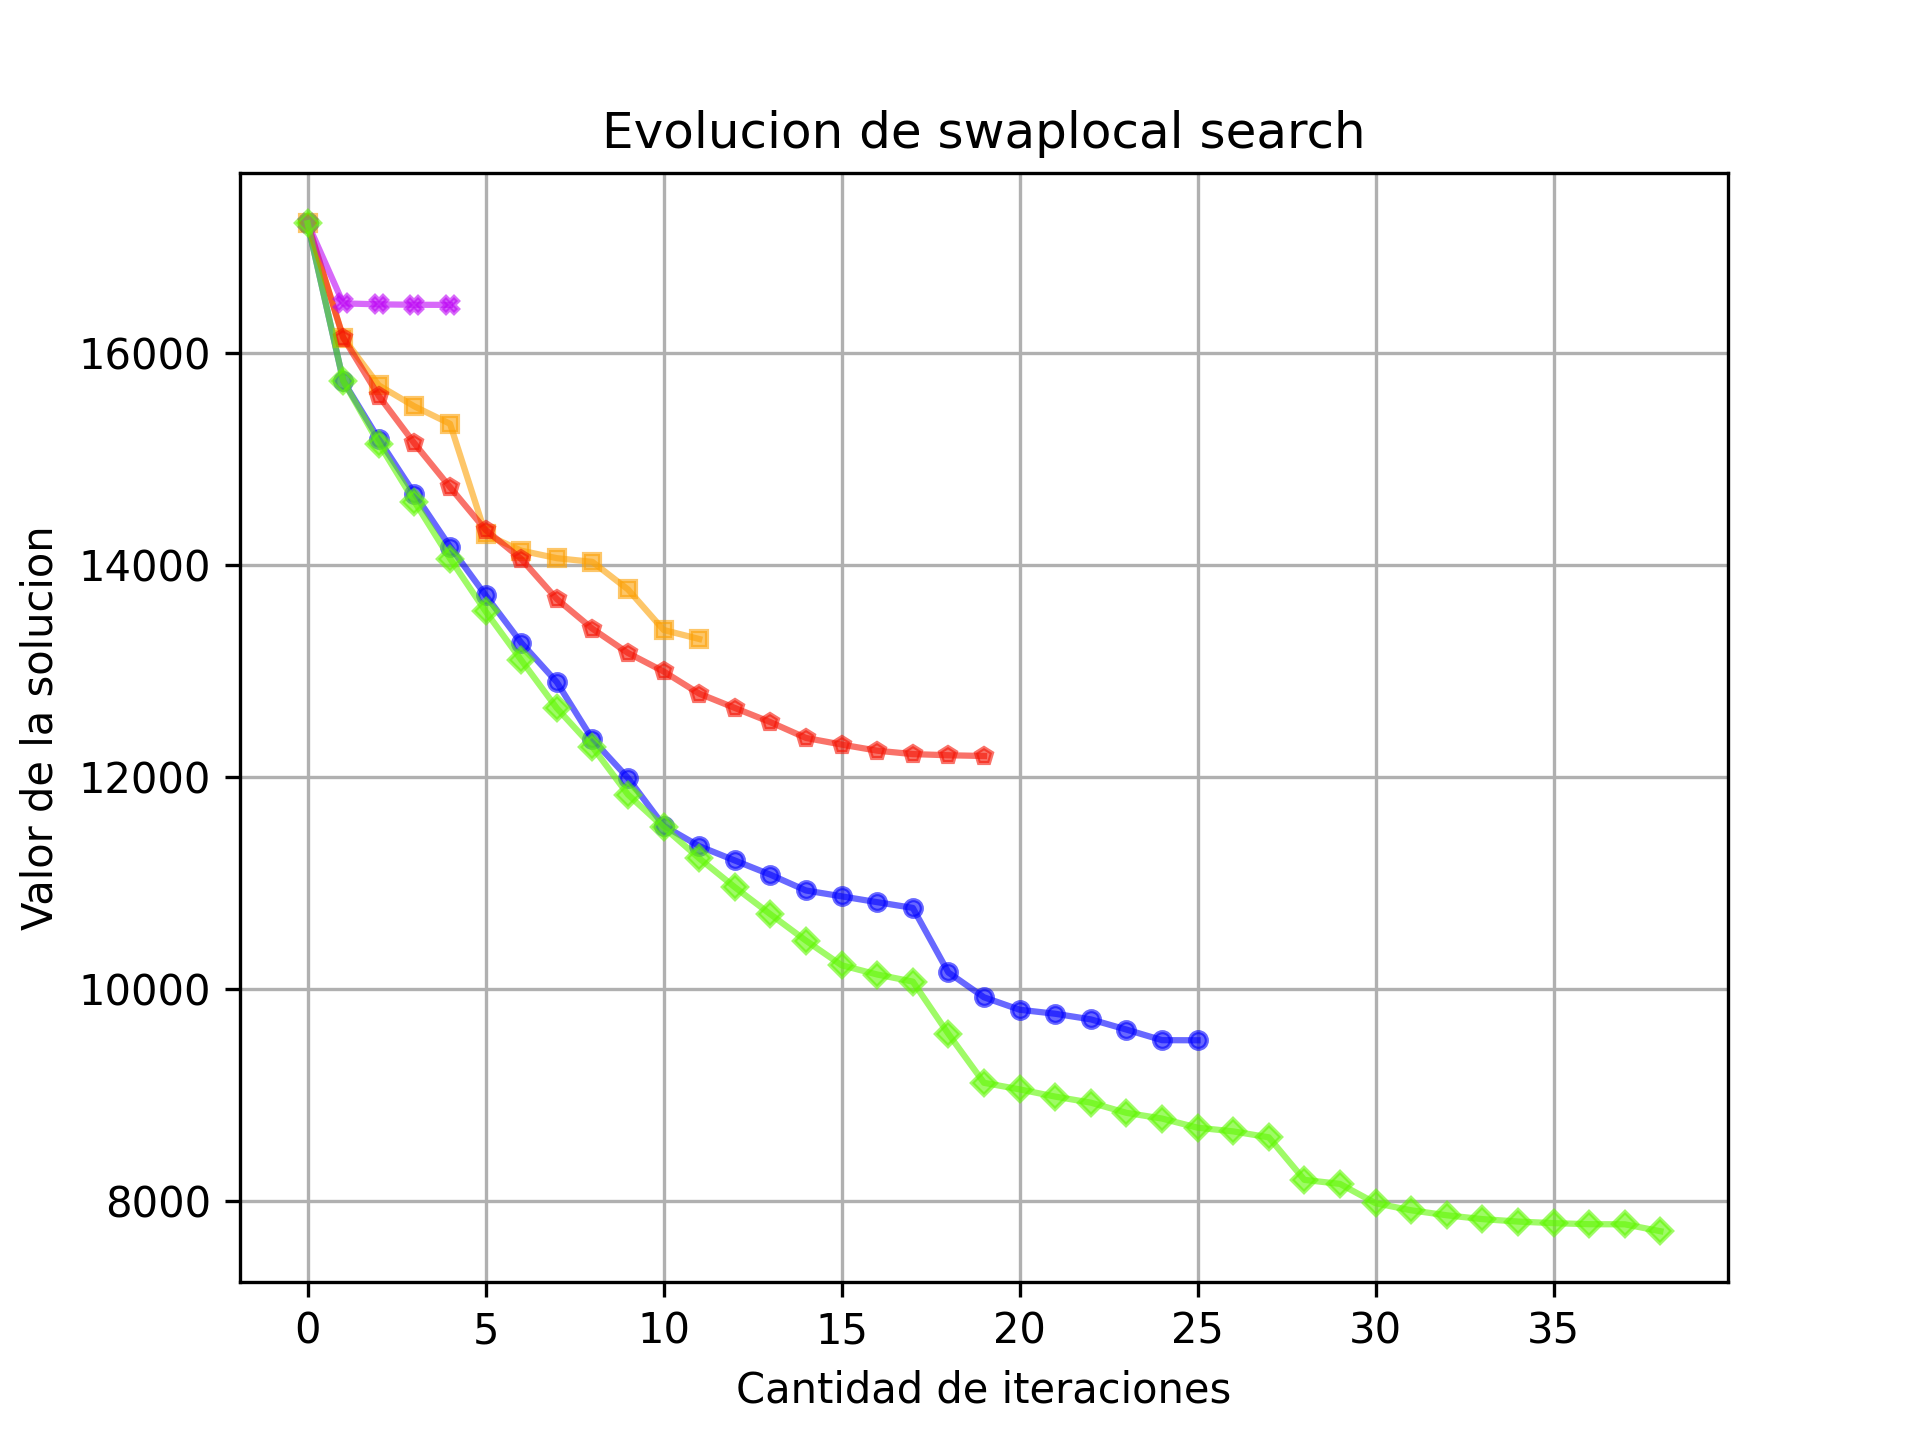 Evolucion de swaplocal search
Valor de la solucion
16000
14000
12000
10000
8000
0 5 10 15 20 25 30 35
Cantidad de iteraciones